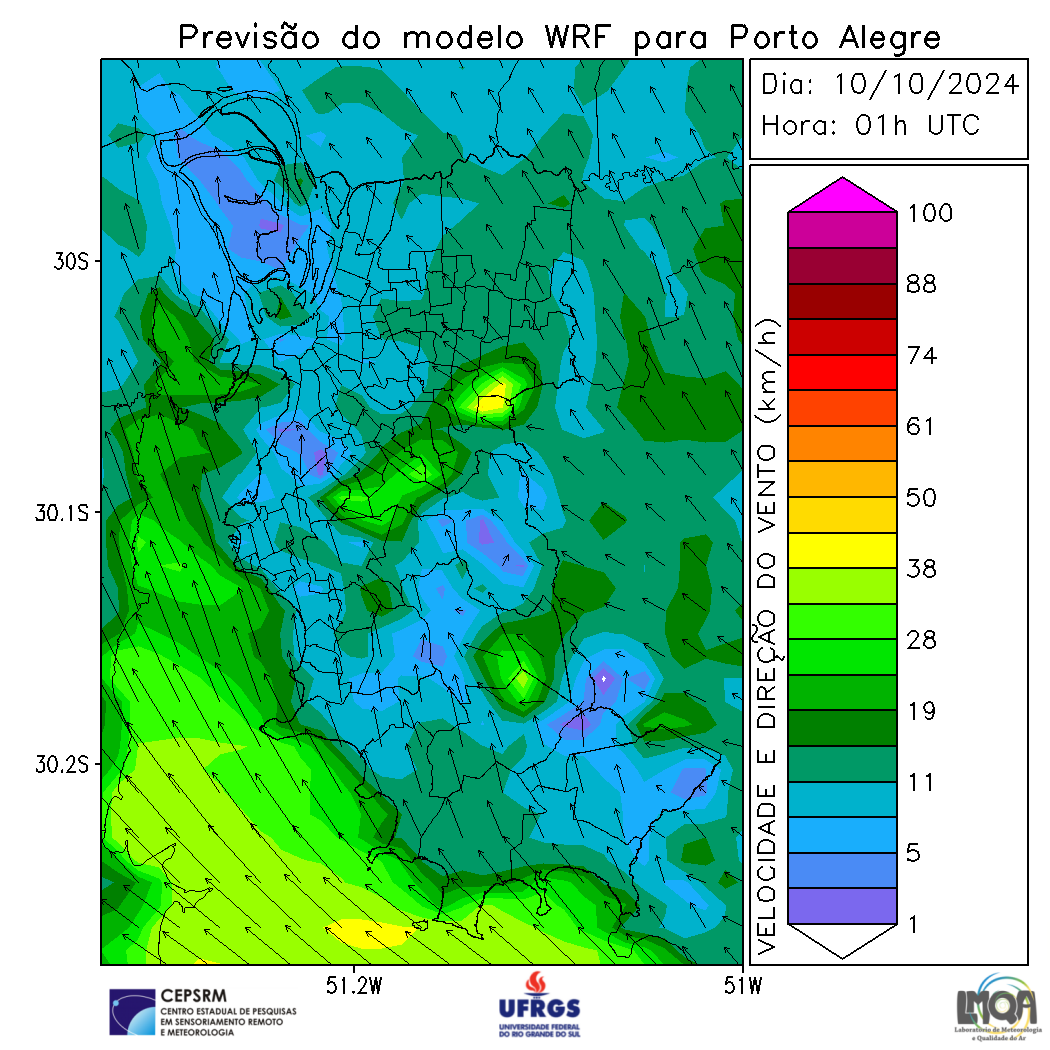 Previsão do modelo WRF para Porto Alegre
Dia: 10/10/2024
Hora: 01h UTC
30S
30.1S
30.2S
51.2W
51W
VELOCIDADE E DIREÇÃO DO VENTO (km/h)
100
88
74
61
50
38
28
19
11
5
1
CEPSRM
CENTRO ESTADUAL DE PESQUISAS
EM SENSORIAMENTO REMOTO
E METEOROLOGIA
UFRGS
UNIVERSIDADE FEDERAL
DO RIO GRANDE DO SUL
LMQA
Laboratório de Meteorologia
e Qualidade do Ar